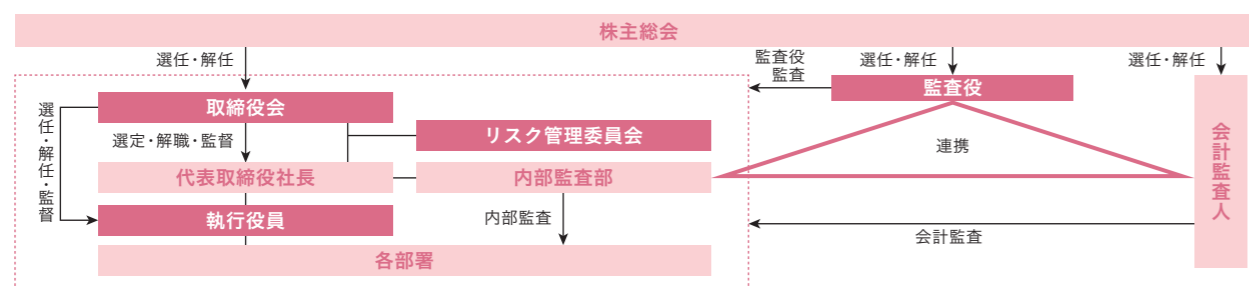 株主総会
選任・解任
監査役
監査
選任・解任
選任・解任
監査役
取締役会
選任・解任・監督
選定・解職・監督
リスク管理委員会
連携
会計監査人
代表取締役社長
内部監査部
執行役員
内部監査
会計監査
各部署